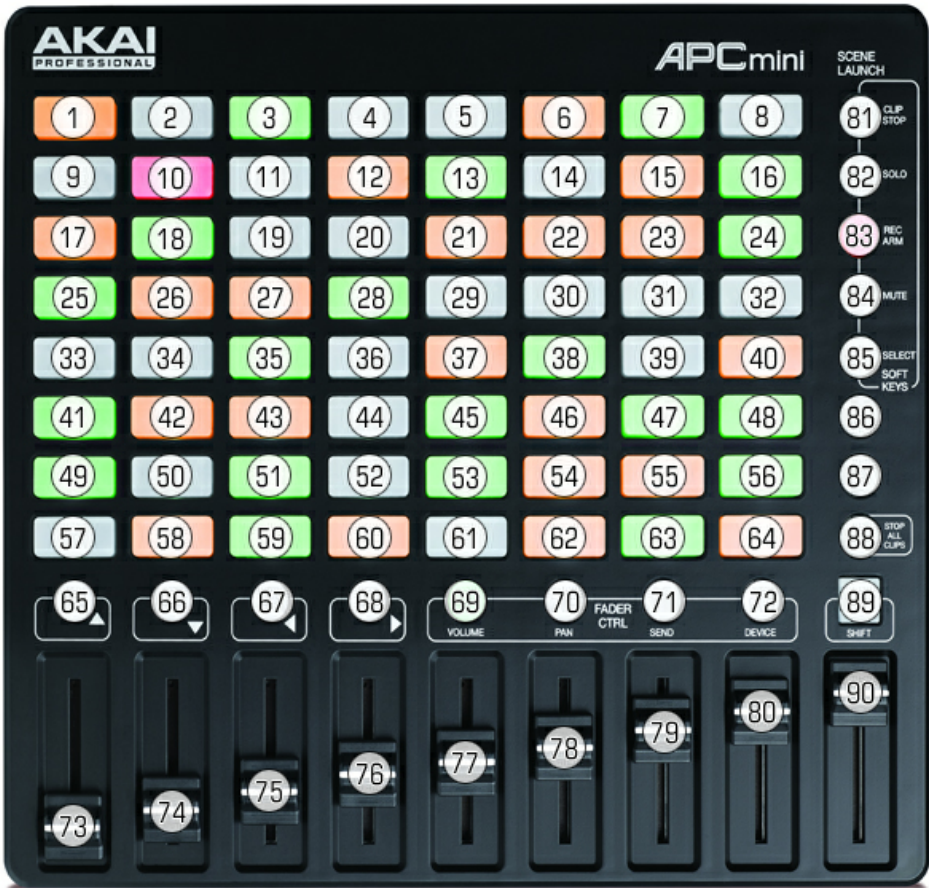 AKAI
PROFESSIONAL
APCmini
SCENE
LAUNCH
1 2 3 4 5 6 7 8 81 CLIP
STOP
9 10 11 12 13 14 15 16 82 SOLO
17 18 19 20 21 22 23 24 83 REC
ARM
25 26 27 28 29 30 31 32 84 MUTE
33 34 35 36 37 38 39 40 85 SELECT
SOFT
KEYS
41 42 43 44 45 46 47 48 86
49 50 51 52 53 54 55 56 87
57 58 59 60 61 62 63 64 88 STOP
ALL
CLIPS
65 66 67 68 69 70 71 72 89
FADER
CTRL
VOLUME PAN SEND DEVICE SHIFT
73 74 75 76 77 78 79 80 90